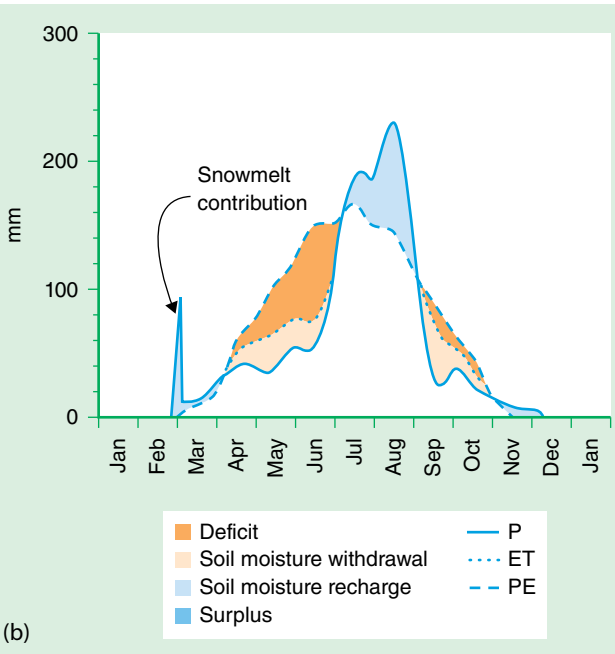 300
200
100
0
mm
Snowmelt
contribution
Jan
Feb
Mar
Apr
May
Jun
Jul
Aug
Sep
Oct
Nov
Dec
Jan
Deficit
Soil moisture withdrawal
Soil moisture recharge
Surplus
P
ET
PE
(b)